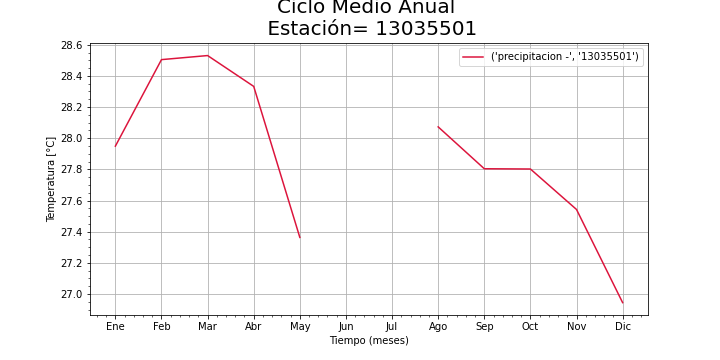 Ciclo Medio Anual
Estación= 13035501
('precipitacion -', '13035501')
Temperatura [°C]
28.6
28.4
28.2
28.0
27.8
27.6
27.4
27.2
27.0
Ene Feb Mar Abr May Jun Jul Ago Sep Oct Nov Dic
Tiempo (meses)